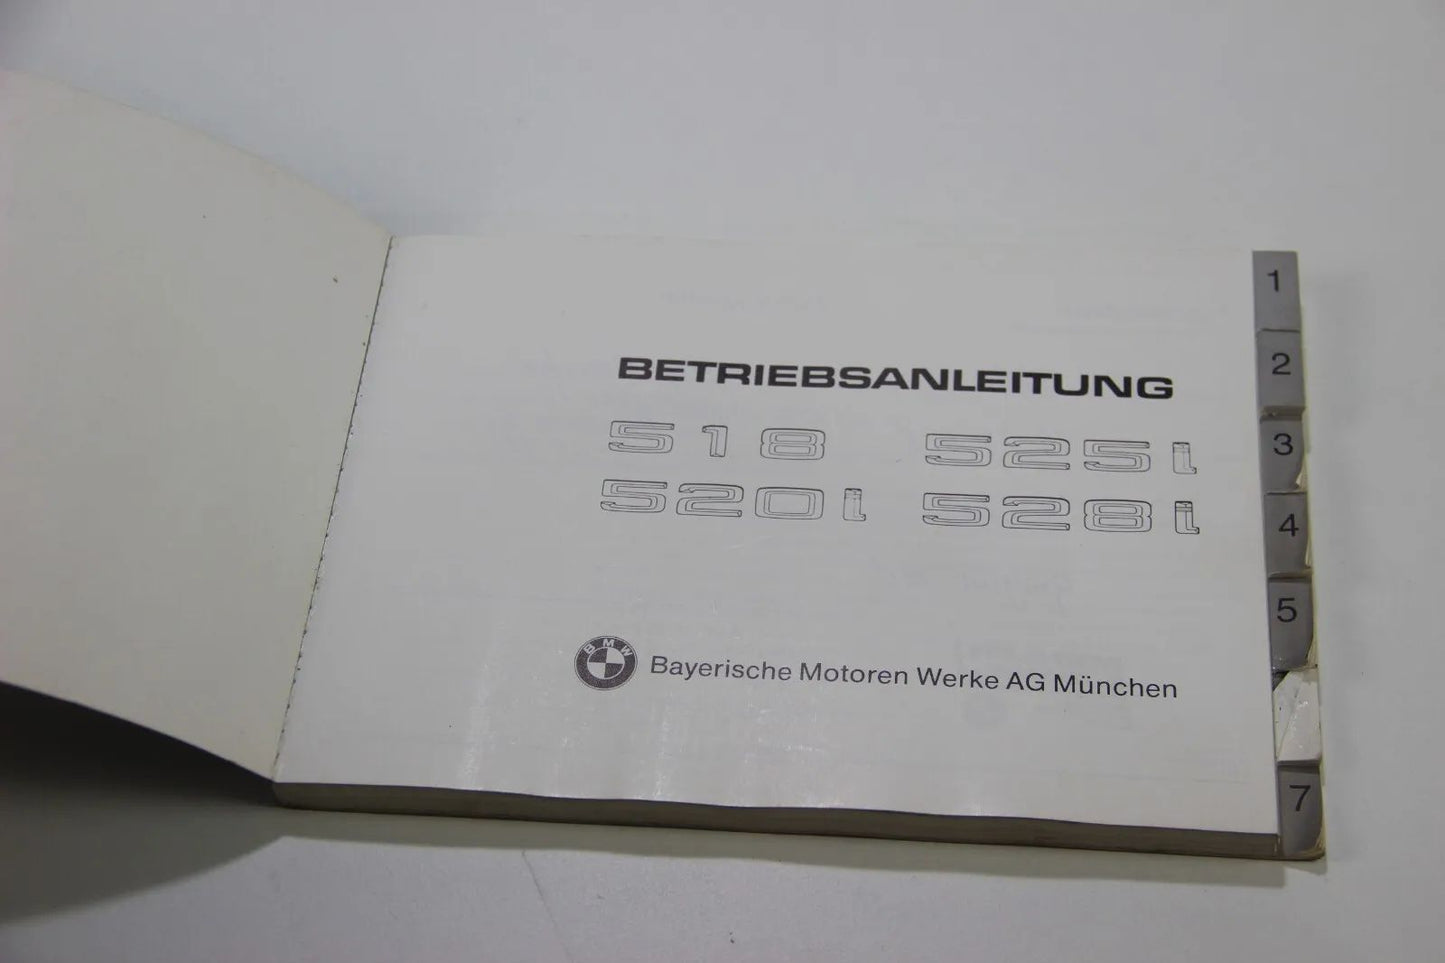 BETRIEBSANLEITUNG
518 525i
520i 528i
BMW
Bayerische Motoren Werke AG München
1
2
3
4
5
7